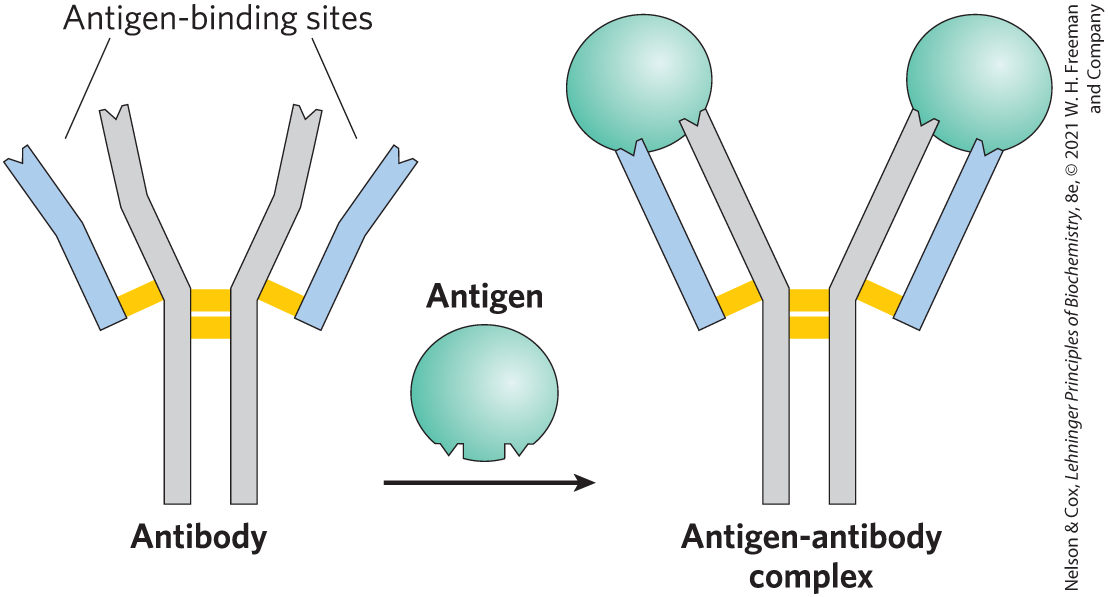 Antigen-binding sites
Antigen
Antibody
Antigen-antibody
complex
Nelson & Cox, Lehninger Principles of Biochemistry, 8e, © 2021 W. H. Freeman
and Company